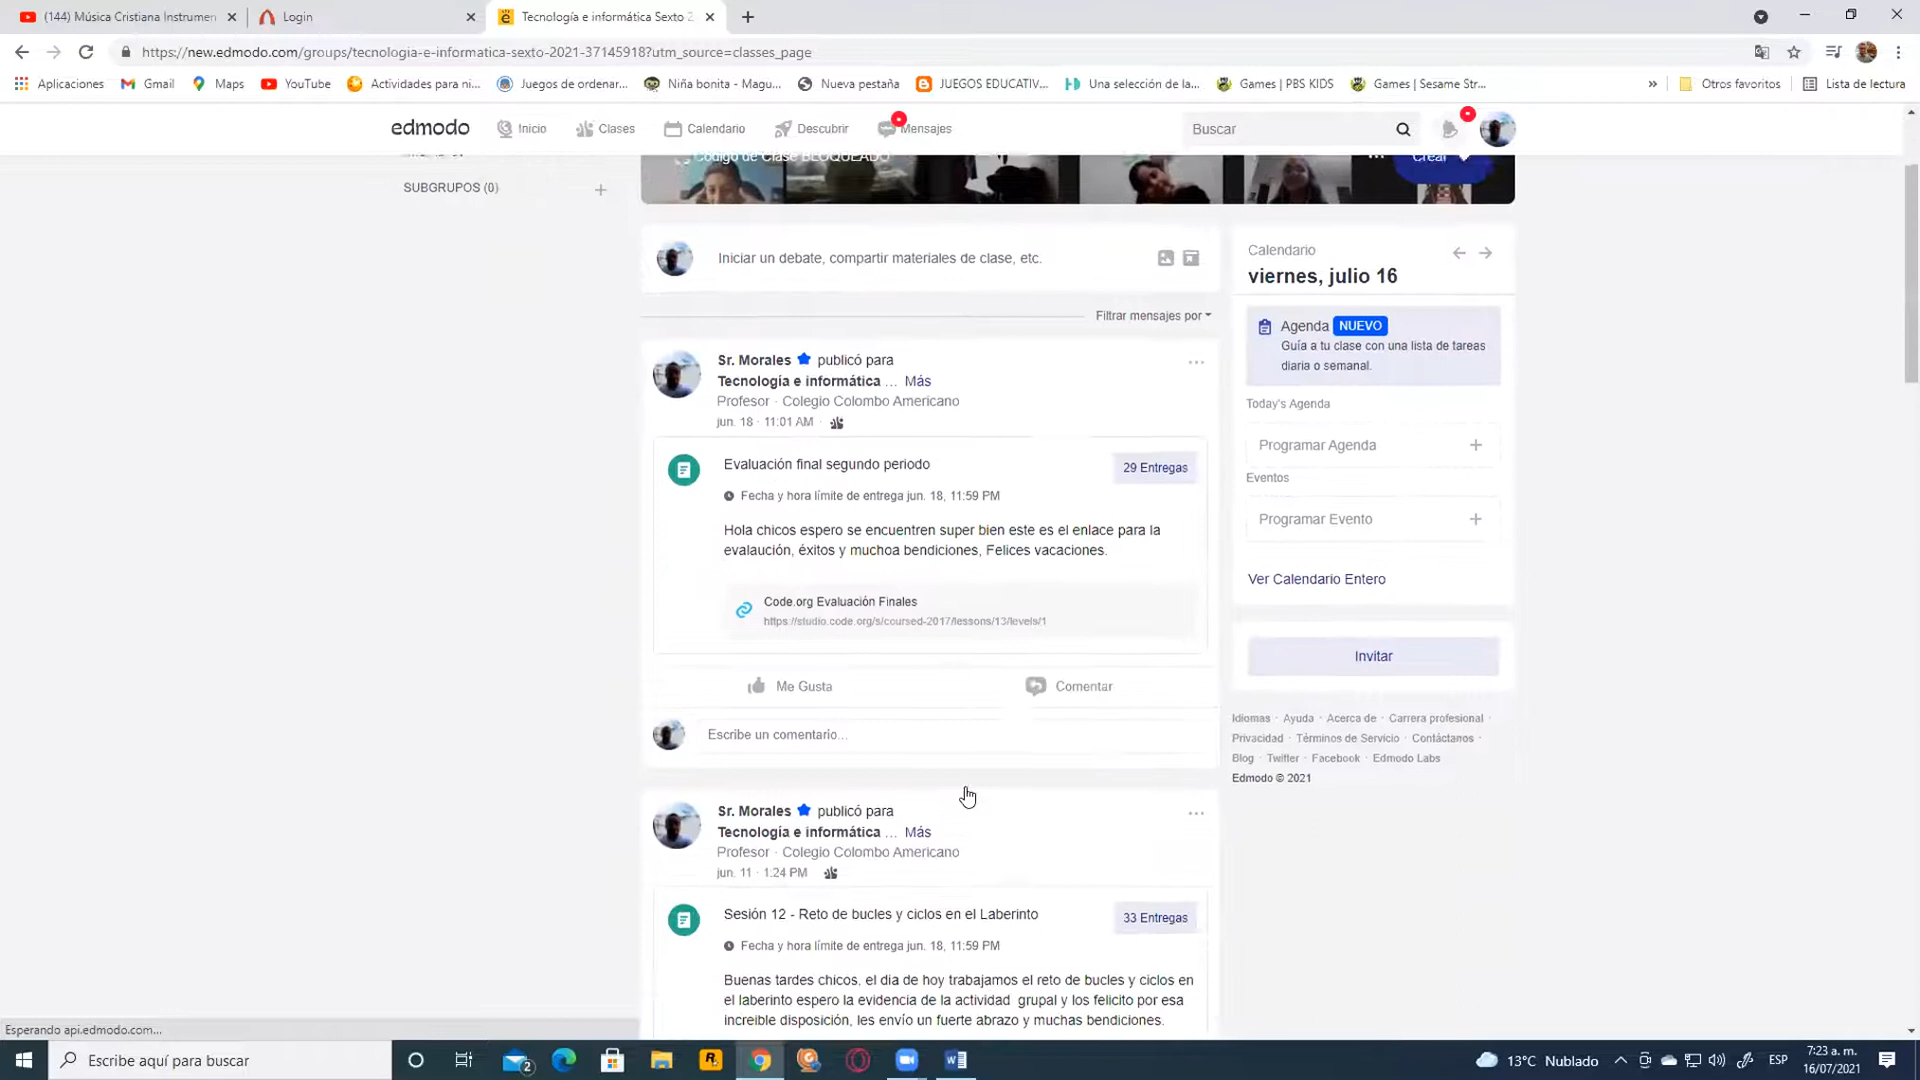 (144) Música Cristiana Instrumen
Login
Tecnología e informática Sexto 2
https://new.edmodo.com/groups/tecnologia-e-informatica-sexto-2021-37145918?utm_source=classes_page
Aplicaciones
Gmail
Maps
YouTube
Actividades para ni...
Juegos de ordenar...
Niña bonita - Magu...
Nueva pestaña
JUEGOS EDUCATIV...
Una selección de la...
Games | PBS KIDS
Games | Sesame Str...
»
Otros favoritos
Lista de lectura
edmodo
Inicio
Clases
Calendario
Descubrir
Mensajes
Buscar
Código de Clase BLOQUEADO
Crear
SUBGRUPOS (0)
Iniciar un debate, compartir materiales de clase, etc.
Filtrar mensajes por
Sr. Morales publicó para
Tecnología e informática ... Más
Profesor · Colegio Colombo Americano
jun. 18 · 11:01 AM ·
Evaluación final segundo periodo
29 Entregas
Fecha y hora límite de entrega jun. 18, 11:59 PM
Hola chicos espero se encuentren super bien este es el enlace para la
evalaución, éxitos y muchoa bendiciones, Felices vacaciones.
Code.org Evaluación Finales
https://studio.code.org/s/coursed-2017/lessons/13/levels/1
Me Gusta
Comentar
Escribe un comentario...
Sr. Morales publicó para
Tecnología e informática ... Más
Profesor · Colegio Colombo Americano
jun. 11 · 1:24 PM
Sesión 12 - Reto de bucles y ciclos en el Laberinto
33 Entregas
Fecha y hora límite de entrega jun. 18, 11:59 PM
Buenas tardes chicos, el dia de hoy trabajamos el reto de bucles y ciclos en
el laberinto espero la evidencia de la actividad grupal y los felicito por esa
increible disposición, les envío un fuerte abrazo y muchas bendiciones.
Calendario
viernes, julio 16
Agenda NUEVO
Guía a tu clase con una lista de tareas
diaria o semanal.
Today's Agenda
Programar Agenda +
Eventos
Programar Evento +
Ver Calendario Entero
Invitar
Idiomas · Ayuda · Acerca de · Carrera profesional ·
Privacidad · Términos de Servicio · Contáctanos ·
Blog · Twitter · Facebook · Edmodo Labs
Edmodo © 2021
Esperando api.edmodo.com...
Escribe aquí para buscar
2
13°C Nublado
ESP
7:23 a. m.
16/07/2021